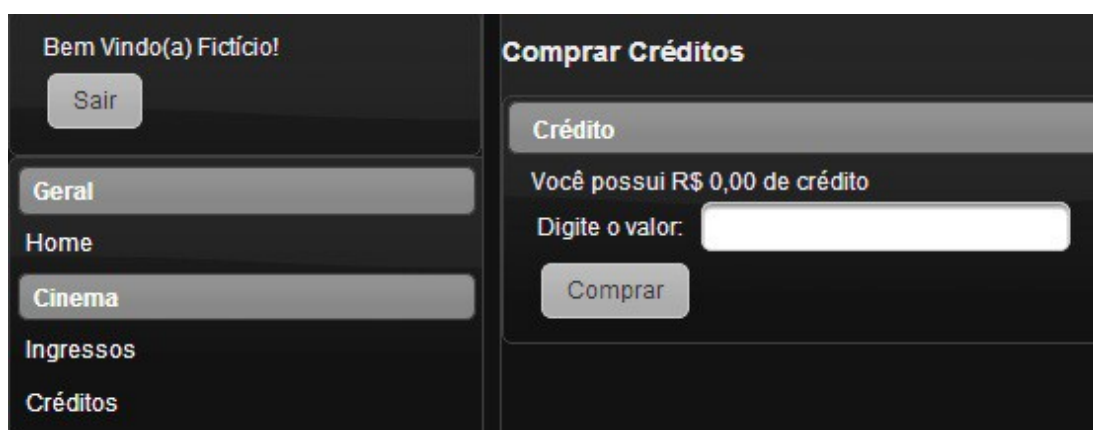 Bem Vindo(a) Fictício!
Sair
Geral
Home
Cinema
Ingressos
Créditos
Comprar Créditos
Crédito
Você possui R$ 0,00 de crédito
Digite o valor:
Comprar